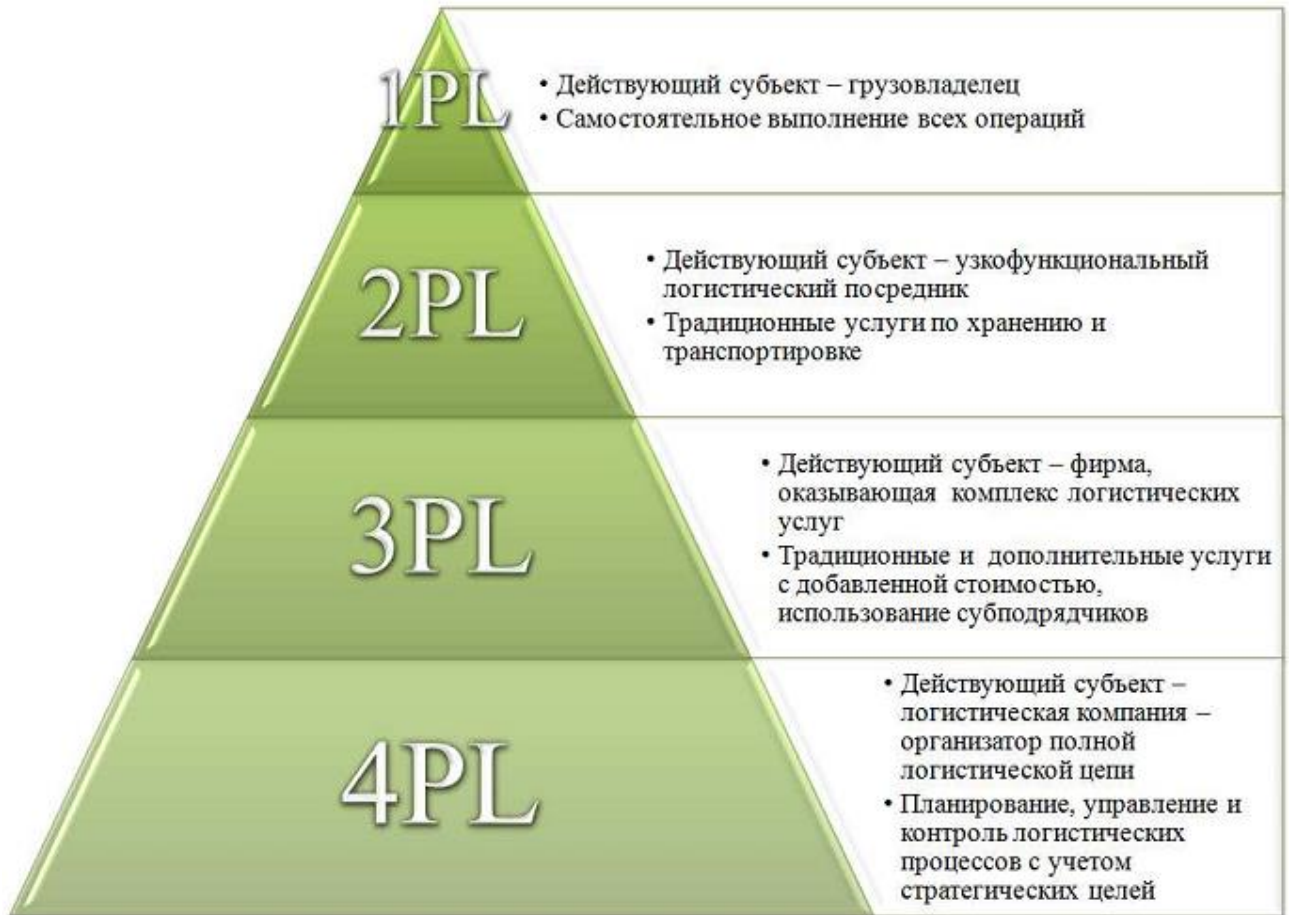 1PL
• Действующий субъект – грузовладелец
• Самостоятельное выполнение всех операций
2PL
• Действующий субъект – узкофункциональный
логистический посредник
• Традиционные услуги по хранению и
транспортировке
3PL
• Действующий субъект – фирма,
оказывающая комплекс логистических
услуг
• Традиционные и дополнительные услуги
с добавленной стоимостью,
использование субподрядчиков
4PL
• Действующий субъект –
логистическая компания –
организатор полной
логистической цепи
• Планирование, управление и
контроль логистических
процессов с учетом
стратегических целей